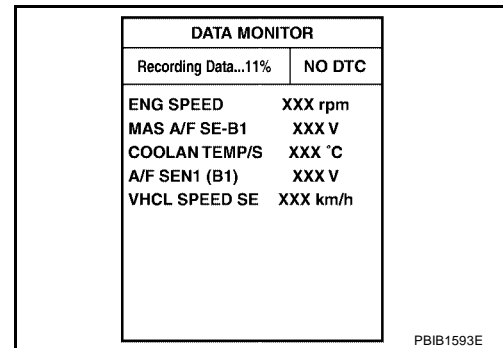 DATA MONITOR
Recording Data...11% NO DTC
ENG SPEED XXX rpm
MAS A/F SE-B1 XXX V
COOLAN TEMP/S XXX °C
A/F SEN1 (B1) XXX V
VHCL SPEED SE XXX km/h
PBIB1593E